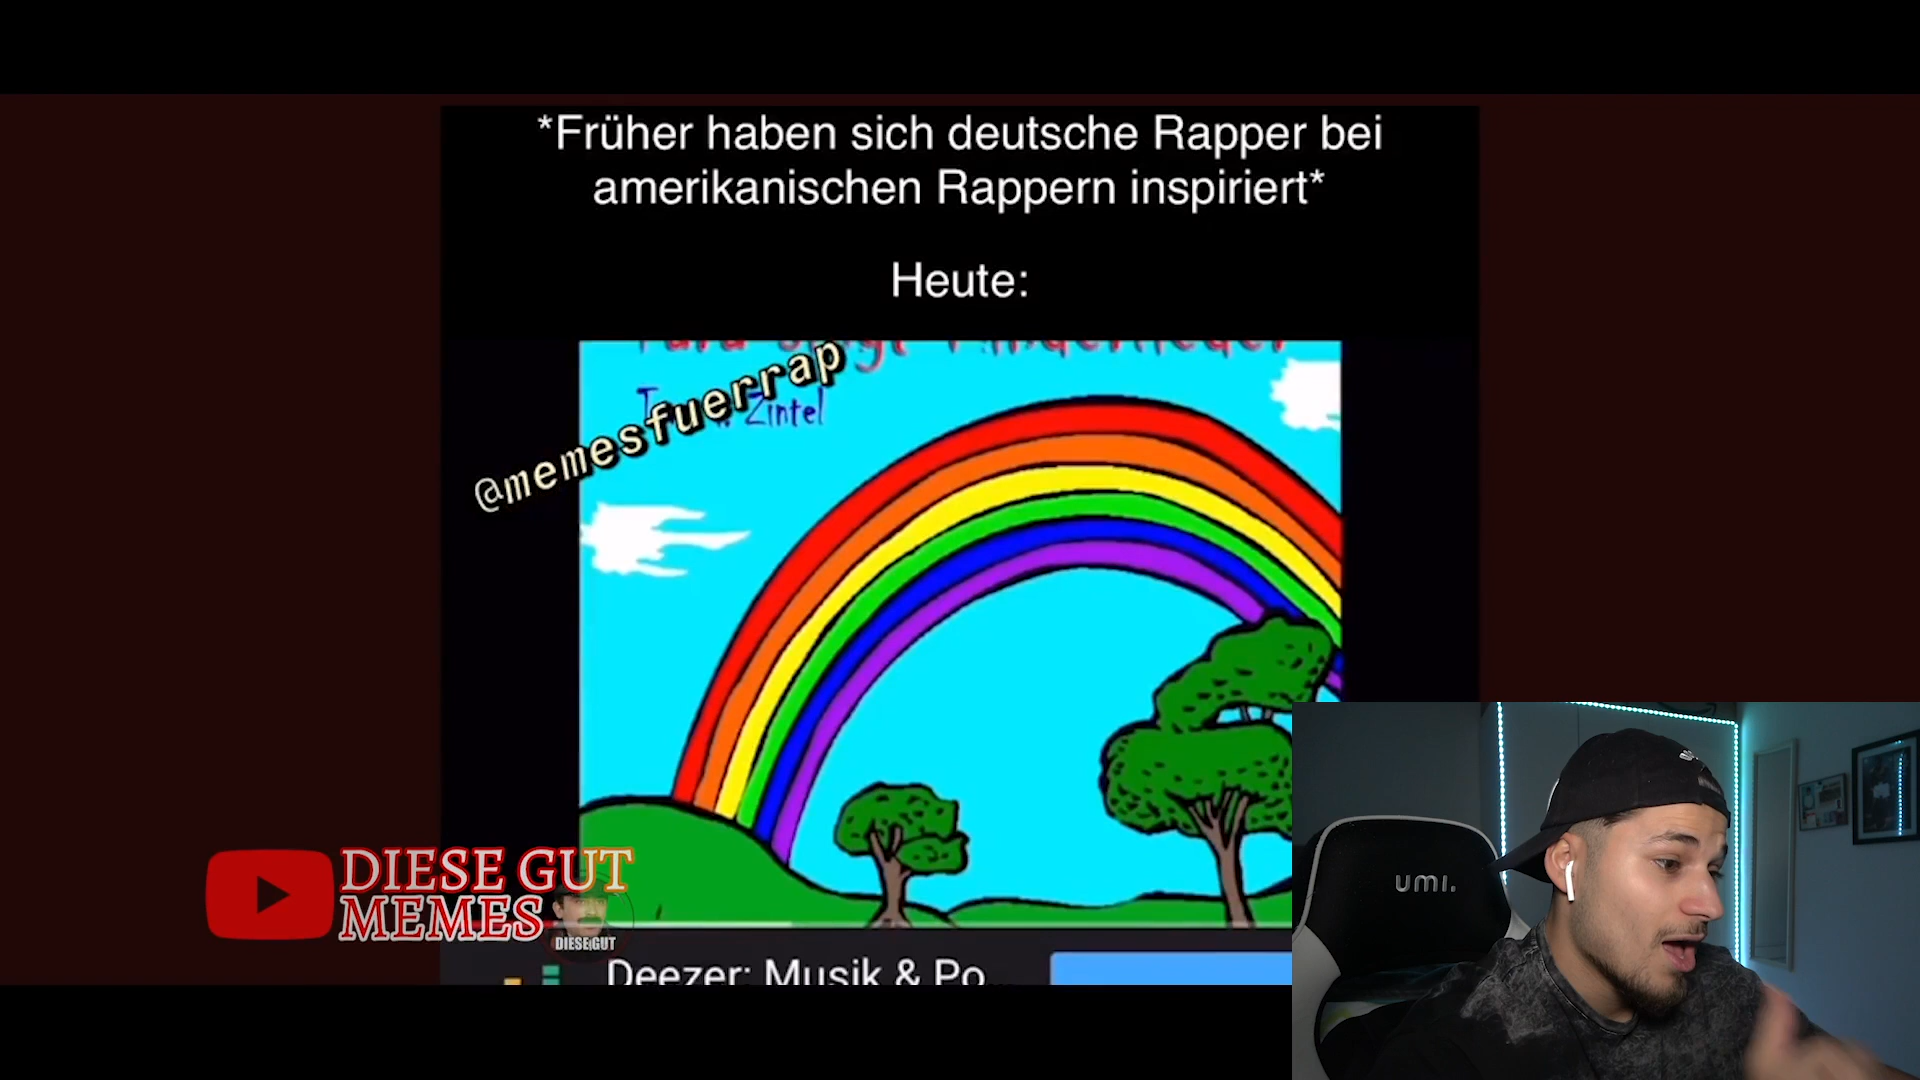 *Früher haben sich deutsche Rapper bei
amerikanischen Rappern inspiriert*
Heute:
Zintel
@memesfuerrap
DIESE GUT
MEMES
DIESE GUT
Deezer: Musik & Po...
umi.